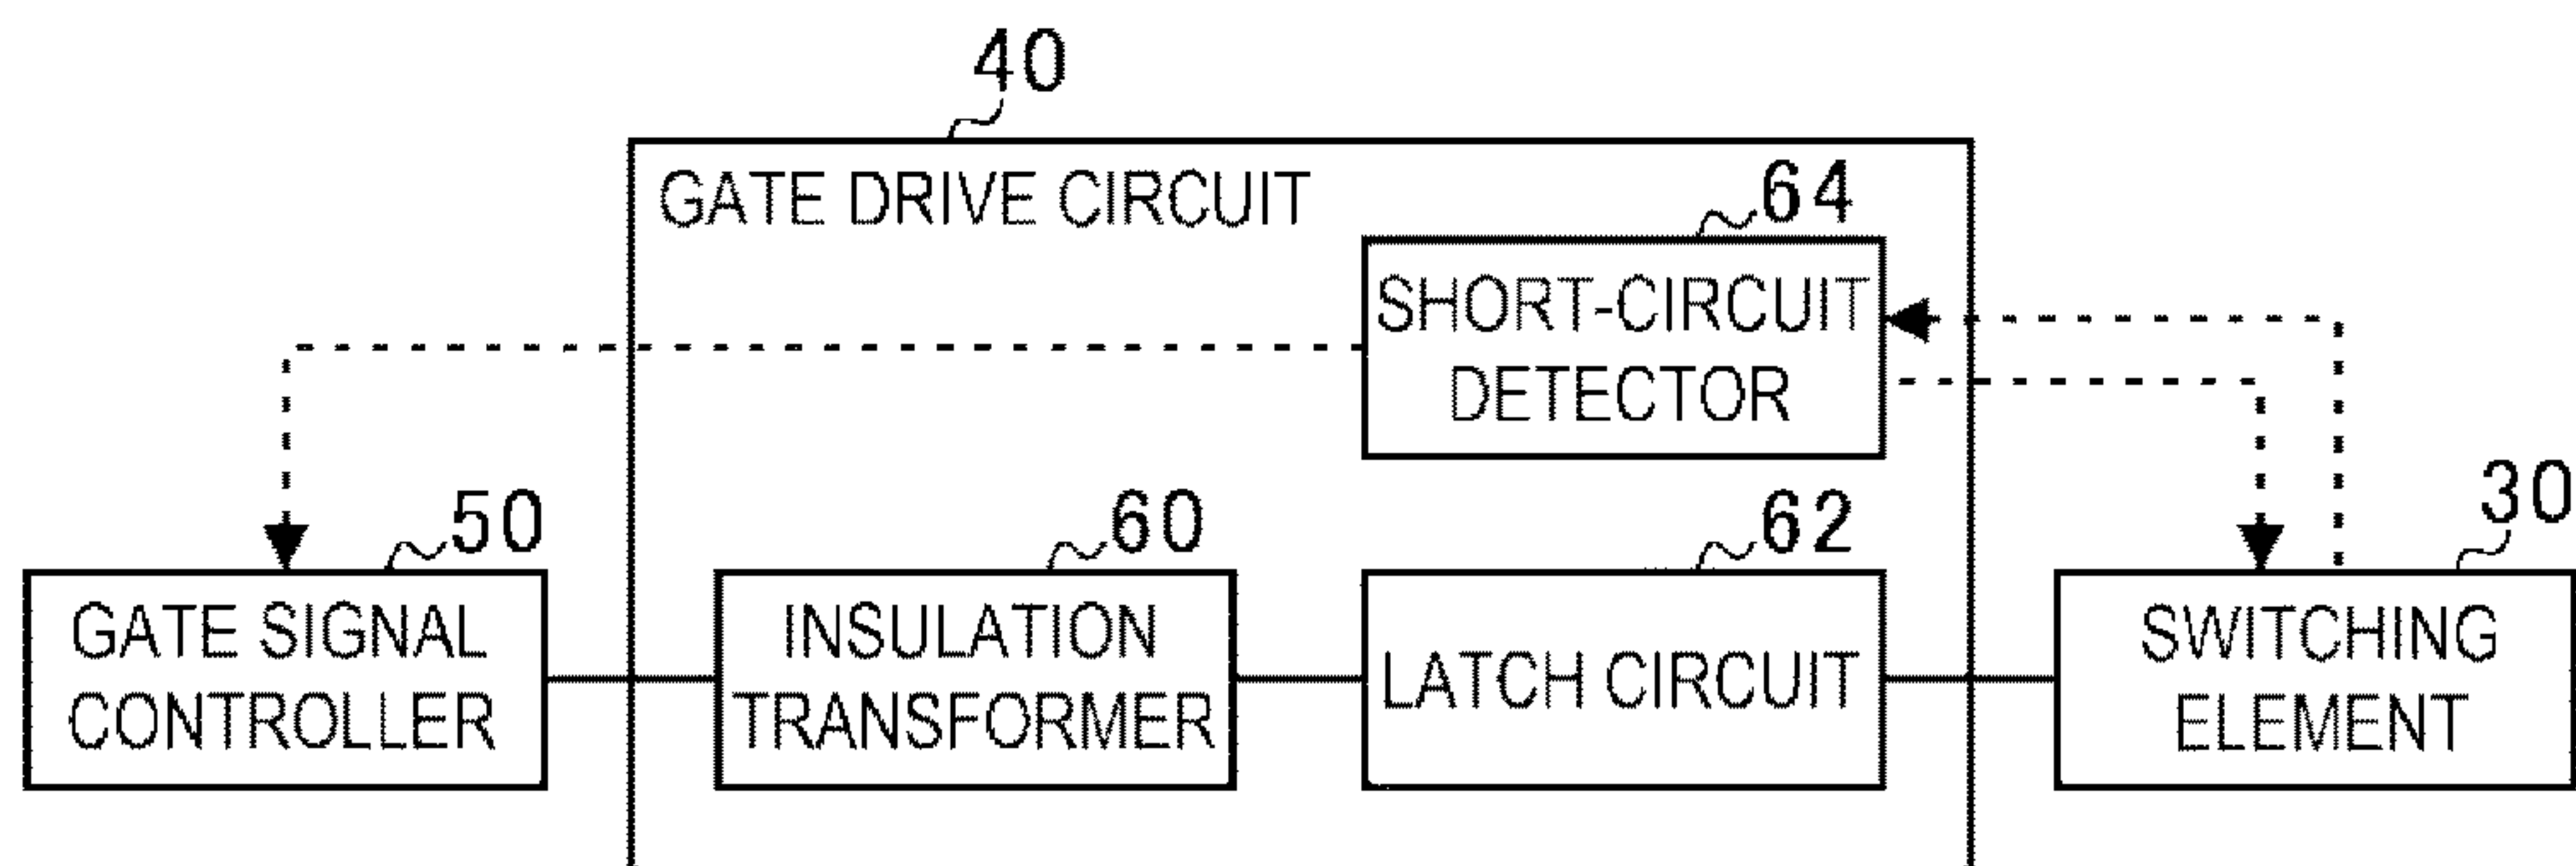 40
GATE DRIVE CIRCUIT
64
SHORT-CIRCUIT
DETECTOR
50
GATE SIGNAL
CONTROLLER
60
INSULATION
TRANSFORMER
62
LATCH CIRCUIT
30
SWITCHING
ELEMENT